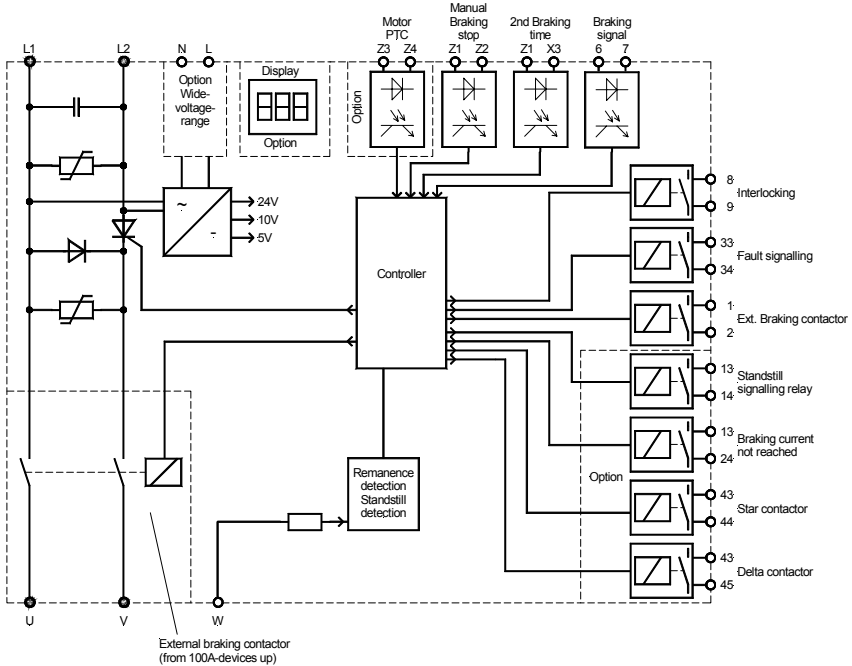 Motor
PTC
Manual
Braking
stop
2nd Braking
time
Braking
signal
L1
L2
N
L
Z3
Z4
Z1
Z2
Z1
X3
6
7
Option
Wide-
voltage-
range
Display
Option
Option
~
-
24V
10V
5V
Controller
8
9
Interlocking
33
34
Fault signalling
1
2
Ext. Braking contactor
13
14
Standstill
signalling relay
13
24
Braking current
not reached
Option
43
44
Star contactor
43
45
Delta contactor
Remanence
detection
Standstill
detection
U
V
W
External braking contactor
(from 100A-devices up)